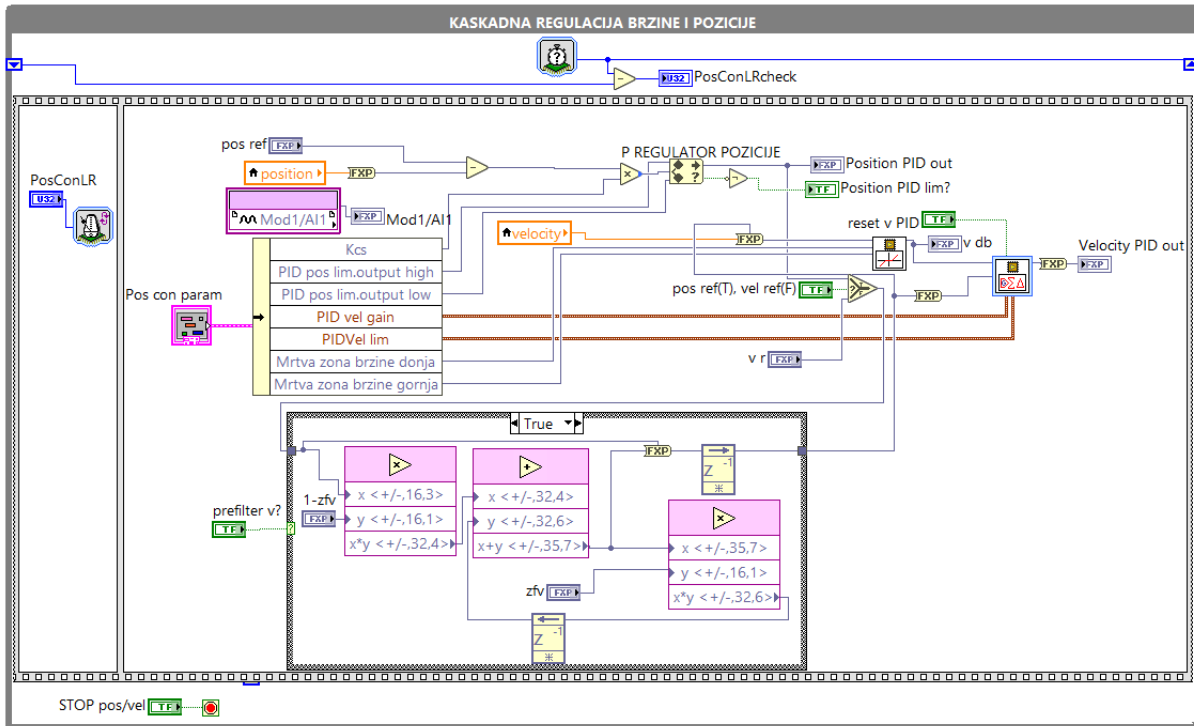 KASKADNA REGULACIJA BRZINE I POZICIJE
?
-
U32
PosConLRcheck
pos ref
FXP
P REGULATOR POZICIJE
position
FXP
-
x
?
FXP
Position PID out
TF
Position PID lim?
PosConLR
U32
Mod1/AI1
FXP
Mod1/AI1
velocity
FXP
reset v PID
TF
FXP
v db
Velocity PID out
FXP
FXP
Kcs
PID pos lim.output high
PID pos lim.output low
PID vel gain
PIDVel lim
Mrtva zona brzine donja
Mrtva zona brzine gornja
Pos con param
pos ref(T), vel ref(F)
TF
FXP
v r
FXP
True
prefilter v?
TF
?
1-zfv
FXP
x
x <+/-,16,3>
y <+/-,16,1>
x*y <+/-,32,4>
+
x <+/-,32,4>
y <+/-,32,6>
x+y <+/-,35,7>
FXP
Z -1
x
x <+/-,35,7>
y <+/-,16,1>
x*y <+/-,32,6>
zfv
FXP
Z -1
STOP pos/vel
TF